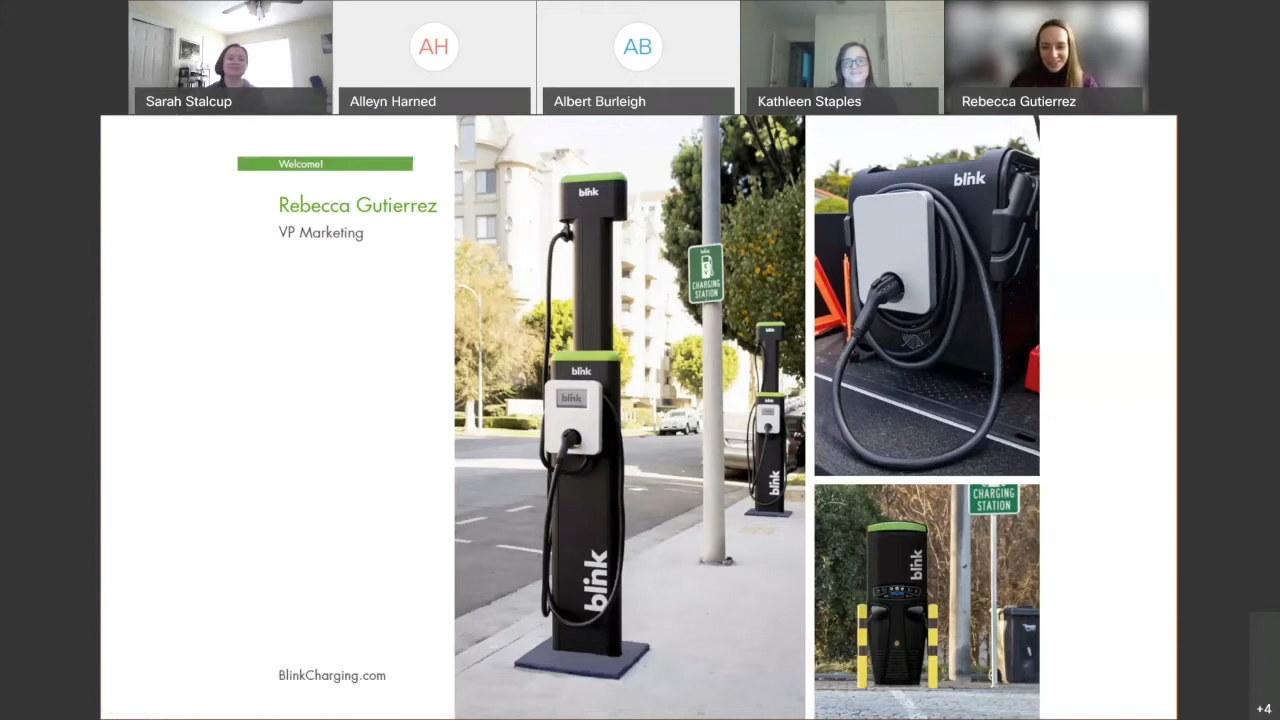 AH
AB
Sarah Stalcup
Alleyn Harned
Albert Burleigh
Kathleen Staples
Rebecca Gutierrez
Welcome!
Rebecca Gutierrez
VP Marketing
BlinkCharging.com
blink
blink
blink
blink
CHARGING
STATION
blink
blink
blink
blink
CHARGING
STATION
blink
+4